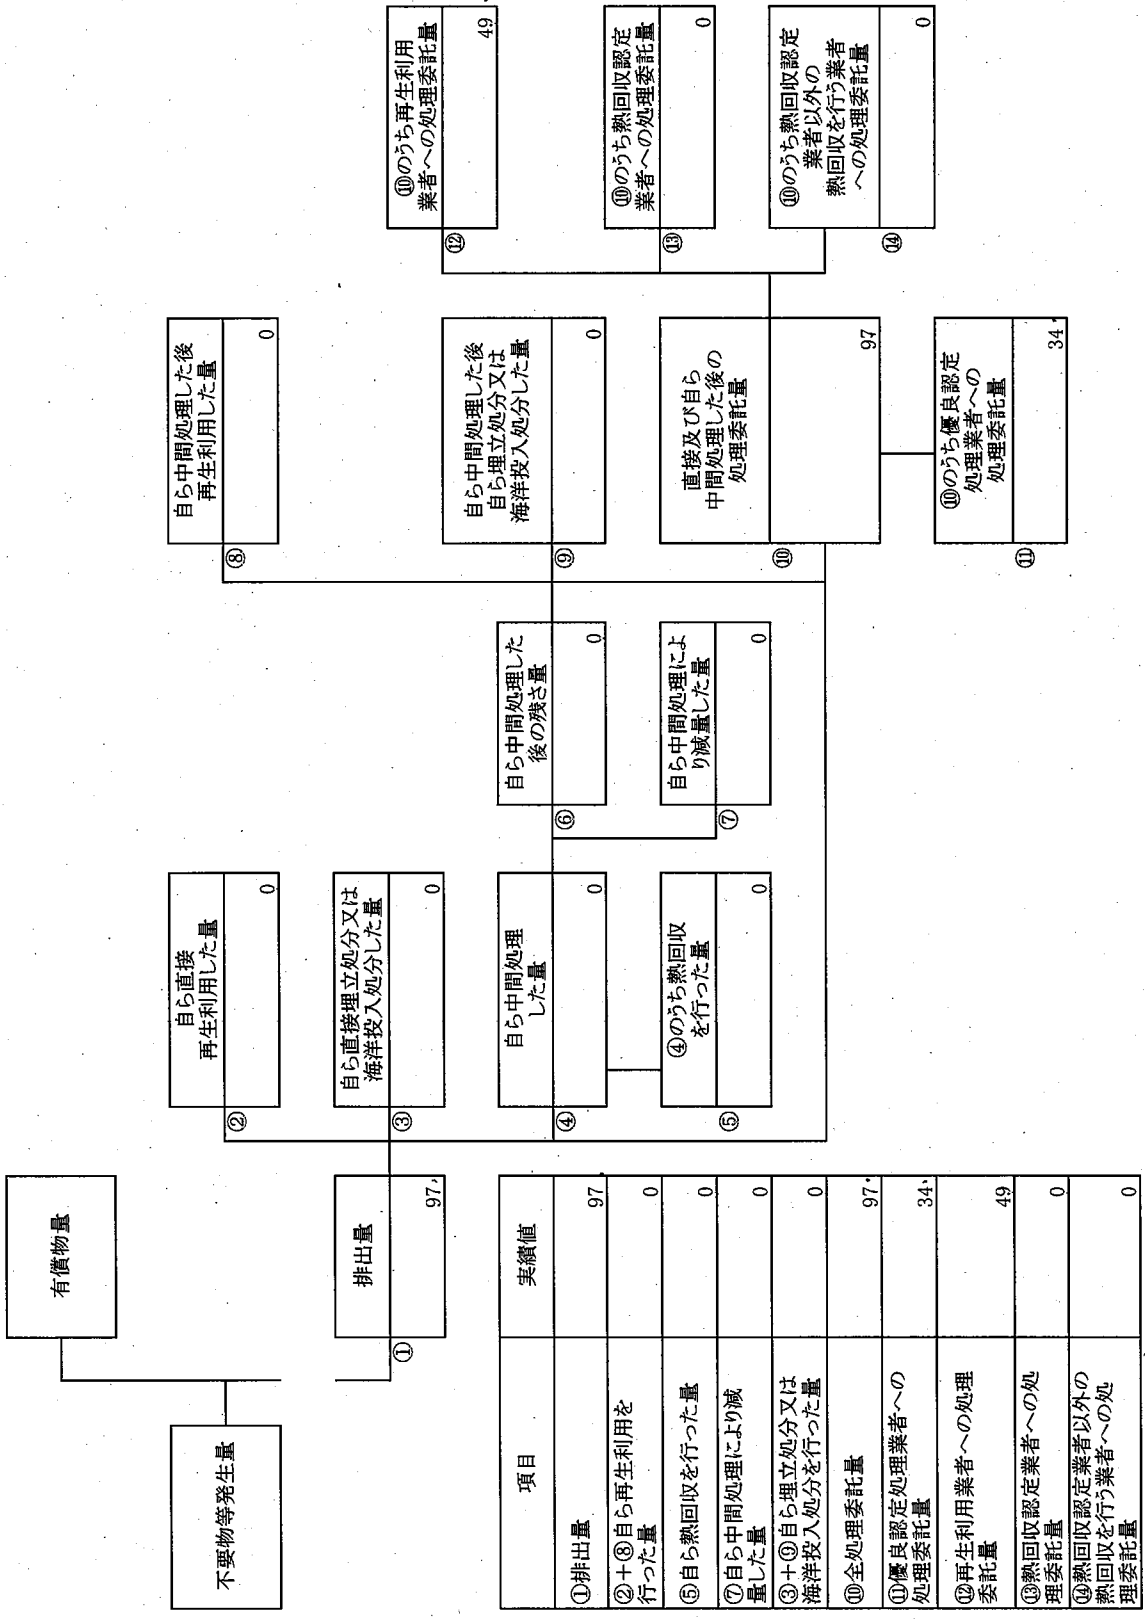 不要物等発生量
有償物量
①
排出量
97
②
自ら直接
再生利用した量
0
③
自ら直接埋立処分又は
海洋投入処分した量
0
④
自ら中間処理
した量
0
⑤
④のうち熱回収
を行った量
0
⑥
自ら中間処理した
後の残さ量
0
⑦
自ら中間処理によ
り減量した量
0
⑧
自ら中間処理した後
再生利用した量
0
⑨
自ら中間処理した後
自ら埋立処分又は
海洋投入処分した量
0
⑩
直接及び自ら
中間処理した後の
処理委託量
97
⑪
⑩のうち優良認定
処理業者への
処理委託量
34
⑫
⑩のうち再生利用
業者への処理委託量
49
⑬
⑩のうち熱回収認定
業者への処理委託量
0
⑭
⑩のうち熱回収認定
業者以外の
熱回収を行う業者
への処理委託量
0
項目 実績値
①排出量 97
②+⑧自ら再生利用を
行った量 0
⑤自ら熱回収を行った量 0
⑦自ら中間処理により減
量した量 0
③+⑨自ら埋立処分又は
海洋投入処分を行った量 0
⑩全処理委託量 97
⑪優良認定処理業者への
処理委託量 34
⑫再生利用業者への処理
委託量 49
⑬熱回収認定業者への処
理委託量 0
⑭熱回収認定業者以外の
熱回収を行う業者への処
理委託量 0